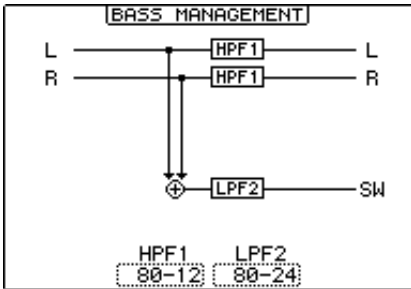 BASS MANAGEMENT
L HPF1 L
R HPF1 R
LPF2 SW
HPF1 LPF2
80-12 80-24